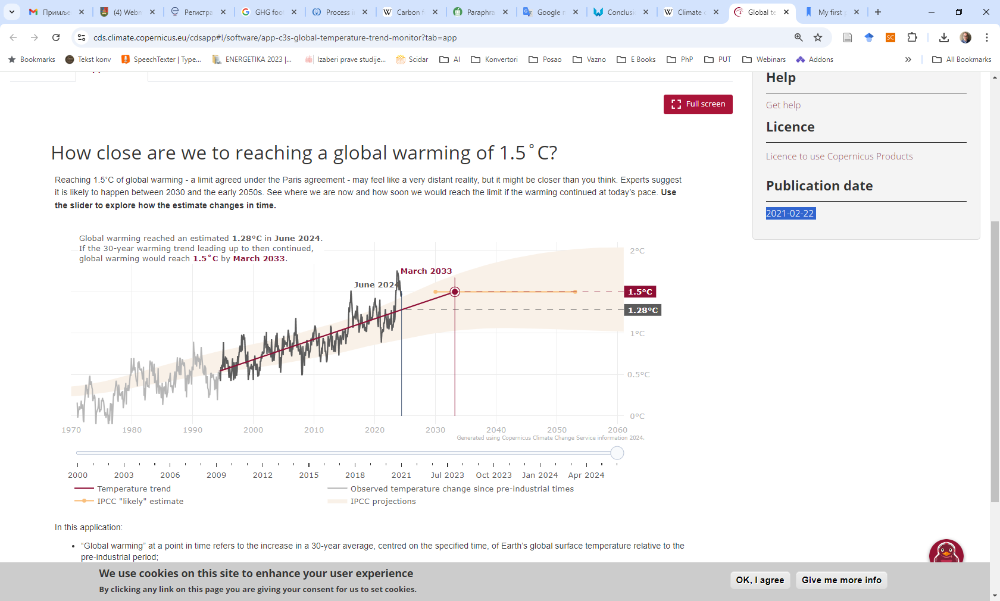 Примљє
(4) Webm
Регистра
GHG foo
Process i
Carbon f
Paraphra
Google п
Conclusi
Climate c
Global te
My first
cds.climate.copernicus.eu/cdsapp#!/software/app-c3s-global-temperature-trend-monitor?tab=app
SC
Bookmarks
Tekst konv
SpeechTexter | Type...
ENERGETIKA 2023 |...
Izaberi prave studije...
Scidar
AI
Konvertori
Posao
Vazno
E Books
PhP
PUT
Webinars
Addons
»
All Bookmarks
Full screen
How close are we to reaching a global warming of 1.5˚C?
Reaching 1.5˚C of global warming - a limit agreed under the Paris agreement - may feel like a very distant reality, but it might be closer than you think. Experts suggest
it is likely to happen between 2030 and the early 2050s. See where we are now and how soon we would reach the limit if the warming continued at today's pace. Use
the slider to explore how the estimate changes in time.
Global warming reached an estimated 1.28ºC in June 2024.
If the 30-year warming trend leading up to then continued,
global warming would reach 1.5˚C by March 2033.
March 2033
June 2024
2ºC
1.5ºC
1.28ºC
1ºC
0.5ºC
0ºC
1970 1980 1990 2000 2010 2020 2030 2040 2050 2060
Generated using Copernicus Climate Change Service information 2024.
2000 2003 2006 2009 2012 2015 2018 2021 Jul 2023 Oct 2023 Jan 2024 Apr 2024
Temperature trend
Observed temperature change since pre-industrial times
IPCC "likely" estimate
IPCC projections
In this application:
• “Global warming” at a point in time refers to the increase in a 30-year average, centred on the specified time, of Earth’s global surface temperature relative to the
pre-industrial period;
Help
Get help
Licence
Licence to use Copernicus Products
Publication date
2021-02-22
We use cookies on this site to enhance your user experience
By clicking any link on this page you are giving your consent for us to set cookies.
OK, I agree
Give me more info